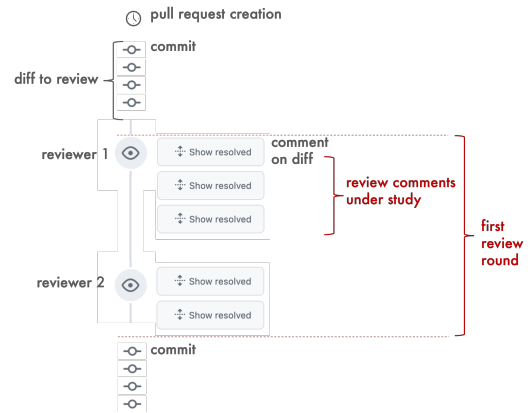 pull request creation
commit
diff to review
reviewer 1
Show resolved
comment
on diff
Show resolved
review comments
under study
Show resolved
first
review
round
reviewer 2
Show resolved
Show resolved
commit